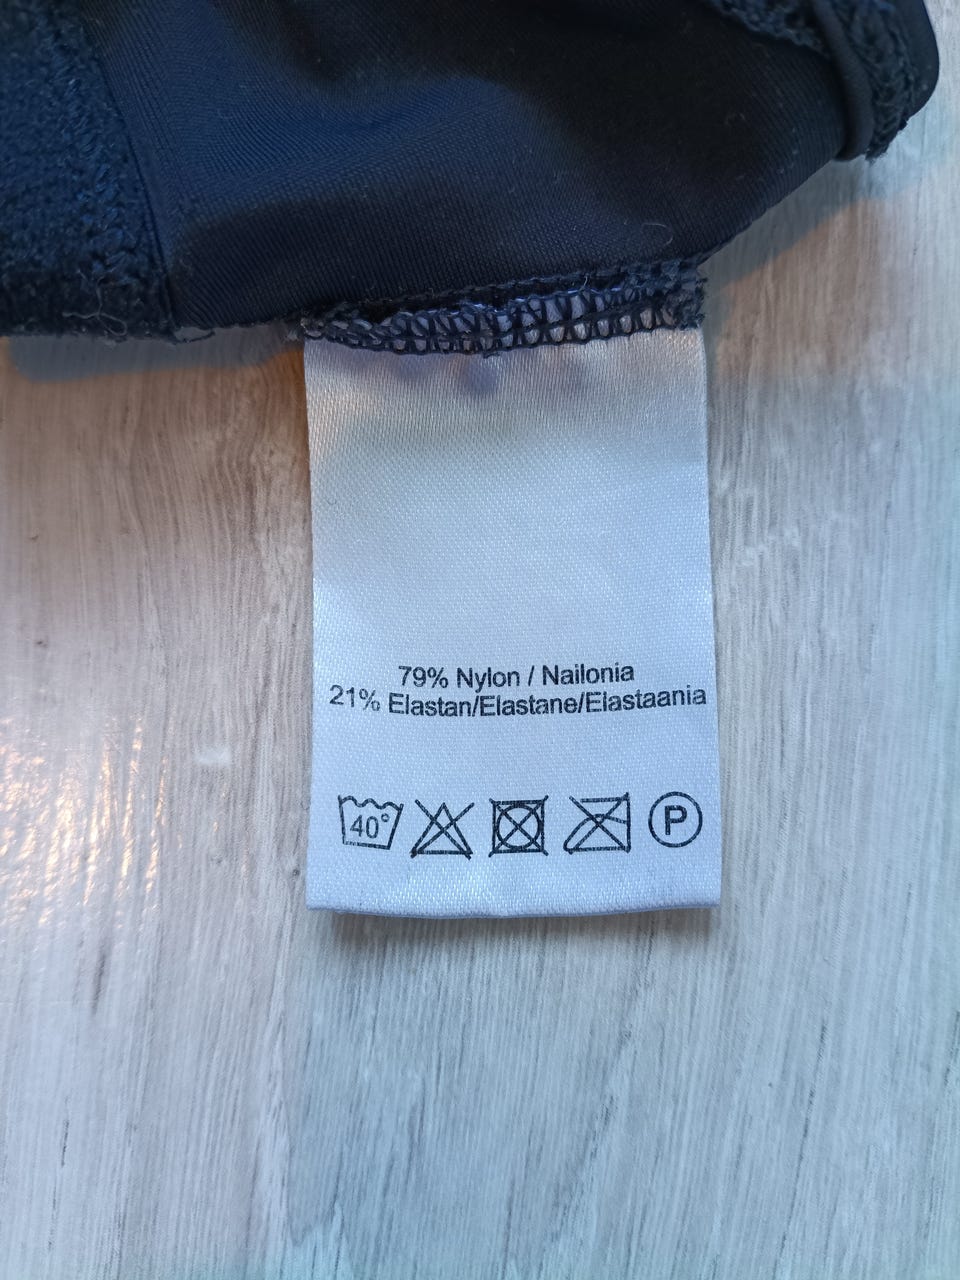 79% Nylon / Nailonia
21% Elastan/Elastane/Elastaania
40° P